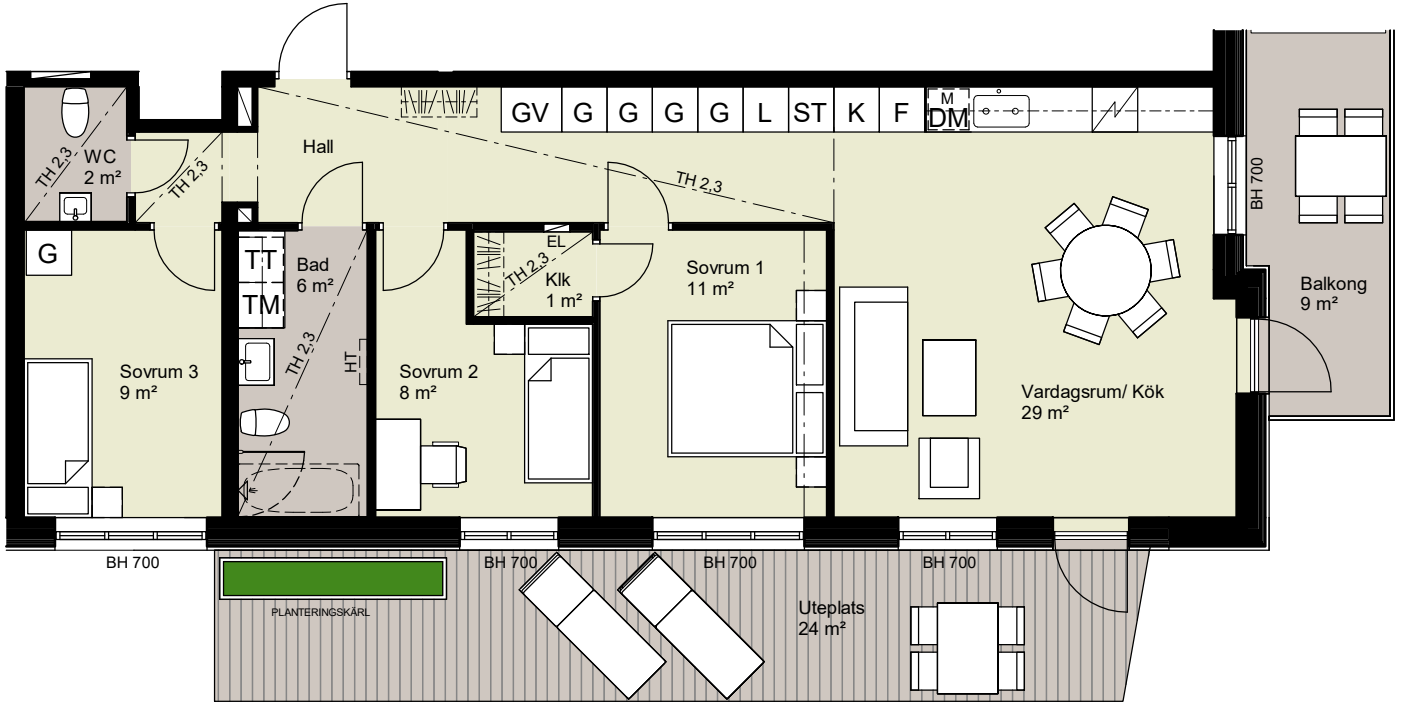 GV
G
G
G
G
L
ST
K
F
M
DM
Hall
WC
2 m²
TH 2,3
TH 2,3
TH 2,3
BH 700
G
TT
TM
Bad
6 m²
TH 2,3
HT
EL
TH 2,3
Klk
1 m²
Sovrum 1
11 m²
Balkong
9 m²
Sovrum 3
9 m²
Sovrum 2
8 m²
Vardagsrum/ Kök
29 m²
BH 700
BH 700
BH 700
BH 700
PLANTERINGSKÄRL
Uteplats
24 m²